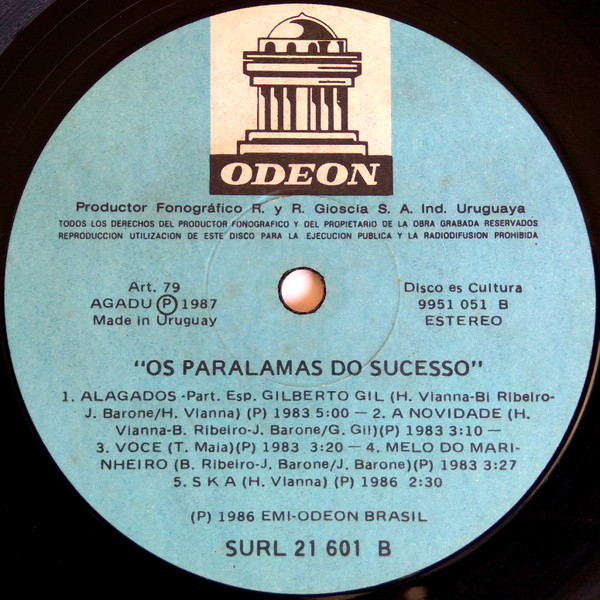 ODEON
Productor Fonográfico R. y R. Gioscia S. A. Ind. Uruguaya
TODOS LOS DERECHOS DEL PRODUCTOR FONOGRAFICO Y DEL PROPIETARIO DE LA OBRA GRABADA RESERVADOS
REPRODUCCION UTILIZACION DE ESTE DISCO PARA LA EJECUCION PUBLICA Y LA RADIODIFUSION PROHIBIDA
Art. 79
AGADU Ⓟ 1987
Made in Uruguay
Disco es Cultura
9951 051 B
ESTEREO
"OS PARALAMAS DO SUCESSO"
1. ALAGADOS -Part. Esp. GILBERTO GIL (H. Vianna-Bi Ribeiro-
J. Barone/H. Vianna) (P) 1983 5:00 — 2. A NOVIDADE (H.
Vianna-B. Ribeiro-J. Barone/G. Gil)(P) 1983 3:10 —
3. VOCE (T. Maia)(P) 1983 3:20 — 4. MELO DO MARI-
NHEIRO (B. Ribeiro-J. Barone/J. Barone)(P) 1983 3:27
5. S K A (H. Vianna) (P) 1986 2:30
(P) 1986 EMI-ODEON BRASIL
SURL 21 601 B